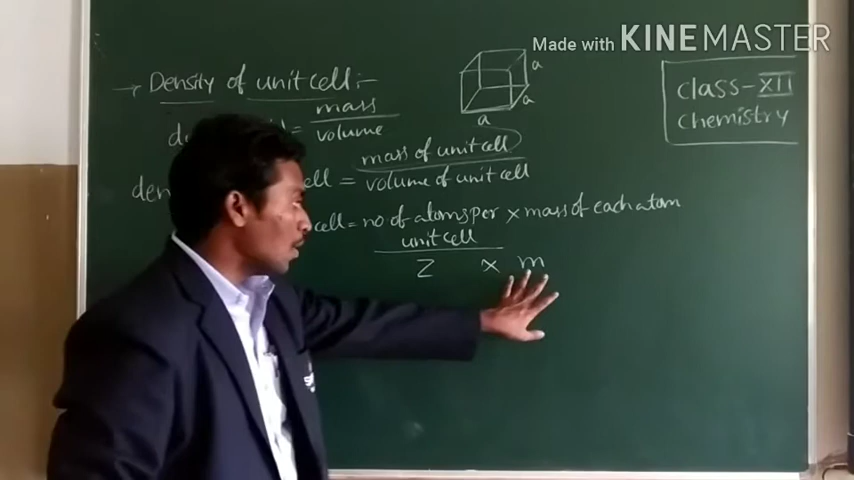 Made with KINEMASTER
→ Density of unit cell :-
mass
volume
=
a
a
a
class - XII
chemistry
mass of unit cell
= volume of unit cell
cell = no of atoms per × mass of each atom
unit cell
Z × m